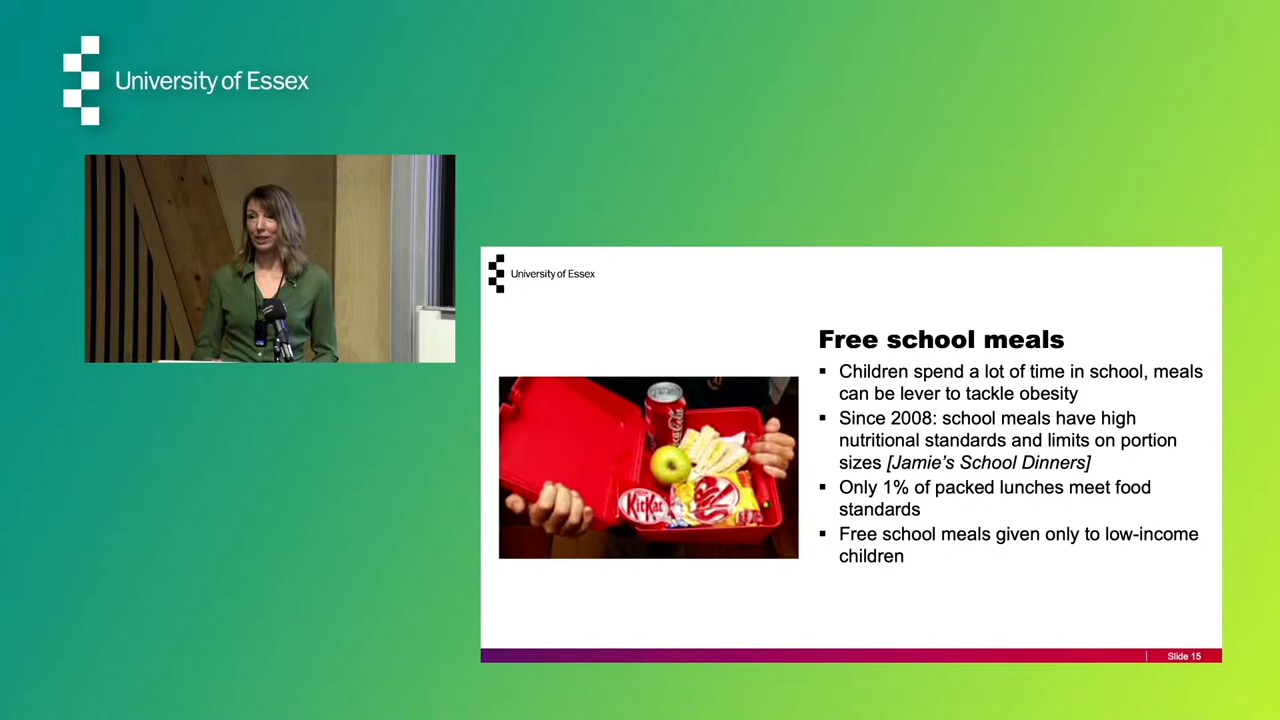 University of Essex
University of Essex
Free school meals
▪ Children spend a lot of time in school, meals
can be lever to tackle obesity
▪ Since 2008: school meals have high
nutritional standards and limits on portion
sizes [Jamie's School Dinners]
▪ Only 1% of packed lunches meet food
standards
▪ Free school meals given only to low-income
children
Coca-Cola
KitKat
Slide 15